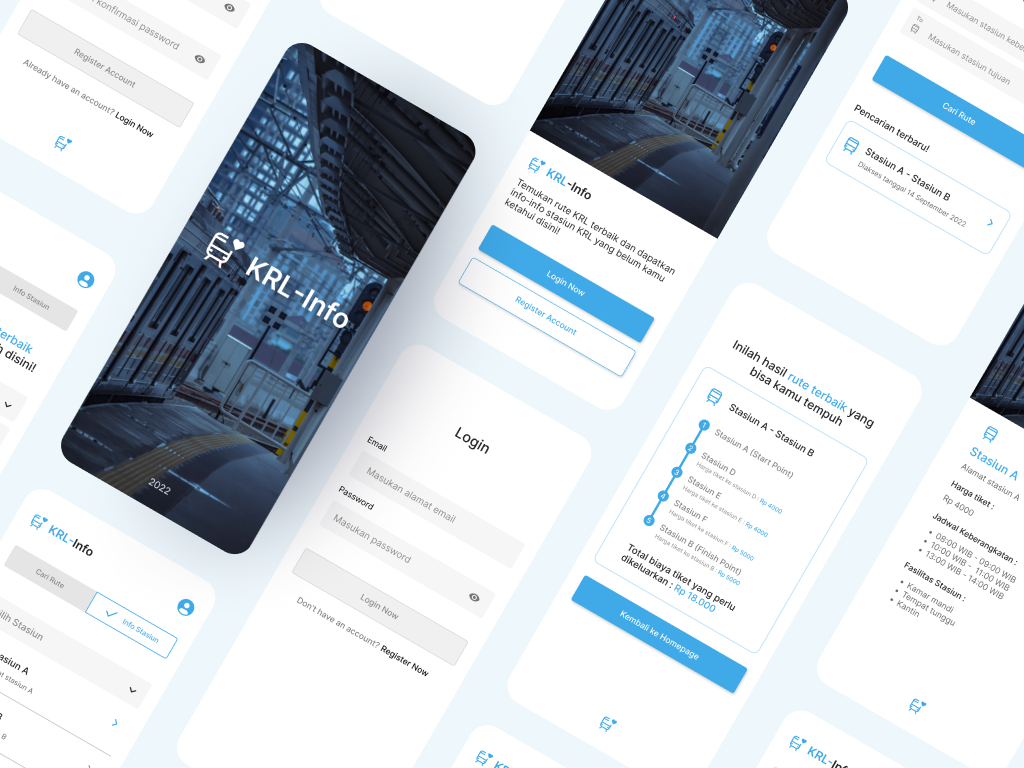 konfirmasi password
Register Account
Already have an account? Login Now
Info Stasiun
terbaik
disini!
KRL-Info
2022
KRL-Info
Cari Rute
Info Stasiun
Stasiun
Stasiun A
stasiun A
B
B
KRL-Info
Temukan rute KRL terbaik dan dapatkan
info-info stasiun KRL yang belum kamu
ketahui disini!
Login Now
Register Account
Login
Email
Masukan alamat email
Password
Masukan password
Login Now
Don't have an account? Register Now
Masukan stasiun
To
Masukan stasiun tujuan
Cari Rute
Pencarian terbaru!
Stasiun A - Stasiun B
Diakses tanggal 14 September 2022
Inilah hasil rute terbaik yang
bisa kamu tempuh
Stasiun A - Stasiun B
1
Stasiun A (Start Point)
2
Stasiun D
Harga tiket ke stasiun D : Rp 4000
3
Stasiun E
Harga tiket ke stasiun E : Rp 4000
4
Stasiun F
Harga tiket ke stasiun F : Rp 5000
5
Stasiun B (Finish Point)
Harga tiket ke stasiun B : Rp 5000
Total biaya tiket yang perlu
dikeluarkan : Rp 18.000
Kembali ke Homepage
Stasiun A
Alamat stasiun A
Harga tiket :
Rp 4000
Jadwal Keberangkatan :
• 08:00 WIB - 09:00 WIB
• 10:00 WIB - 11:00 WIB
• 13:00 WIB - 14:00 WIB
Fasilitas Stasiun :
• Kamar mandi
• Tempat tunggu
• Kantin